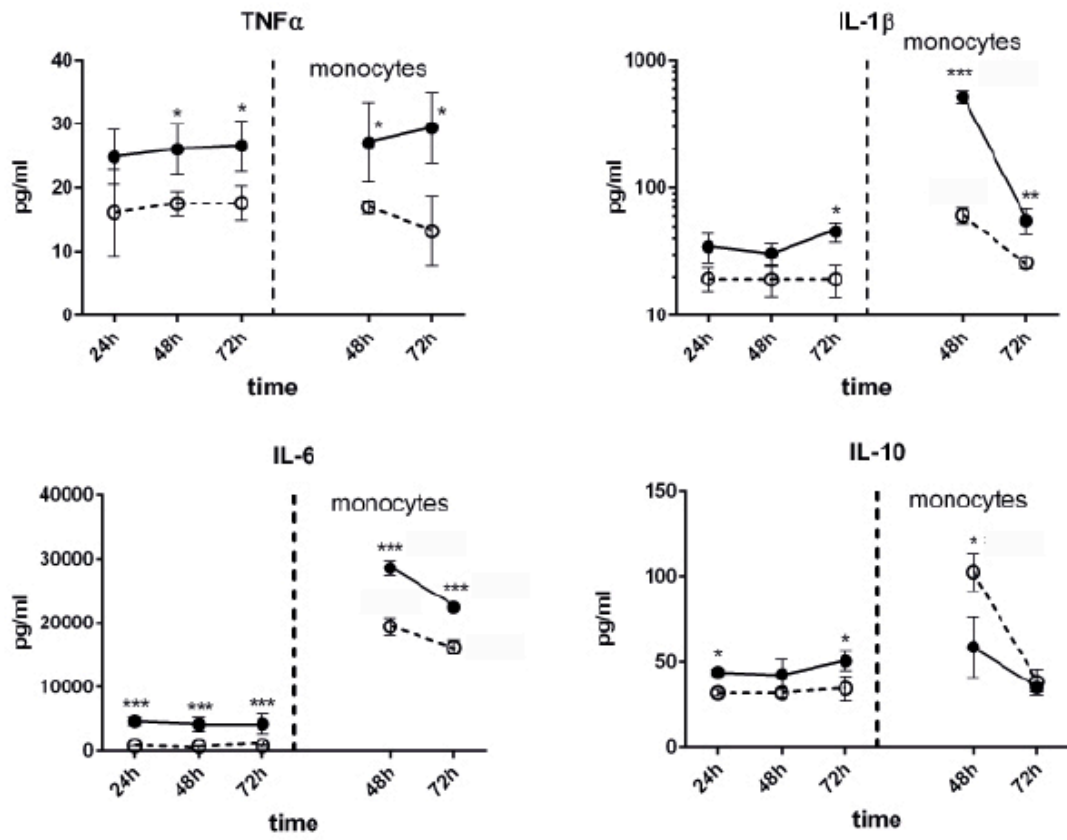 TNFα
monocytes
40
30
20
10
0
pg/ml
*
*
*
*
24h
48h
72h
48h
72h
time
IL-1β
monocytes
1000
100
10
pg/ml
*
***
**
24h
48h
72h
48h
72h
time
IL-6
monocytes
40000
30000
20000
10000
0
pg/ml
***
***
***
***
***
24h
48h
72h
48h
72h
time
IL-10
monocytes
150
100
50
0
pg/ml
*
*
*
24h
48h
72h
48h
72h
time